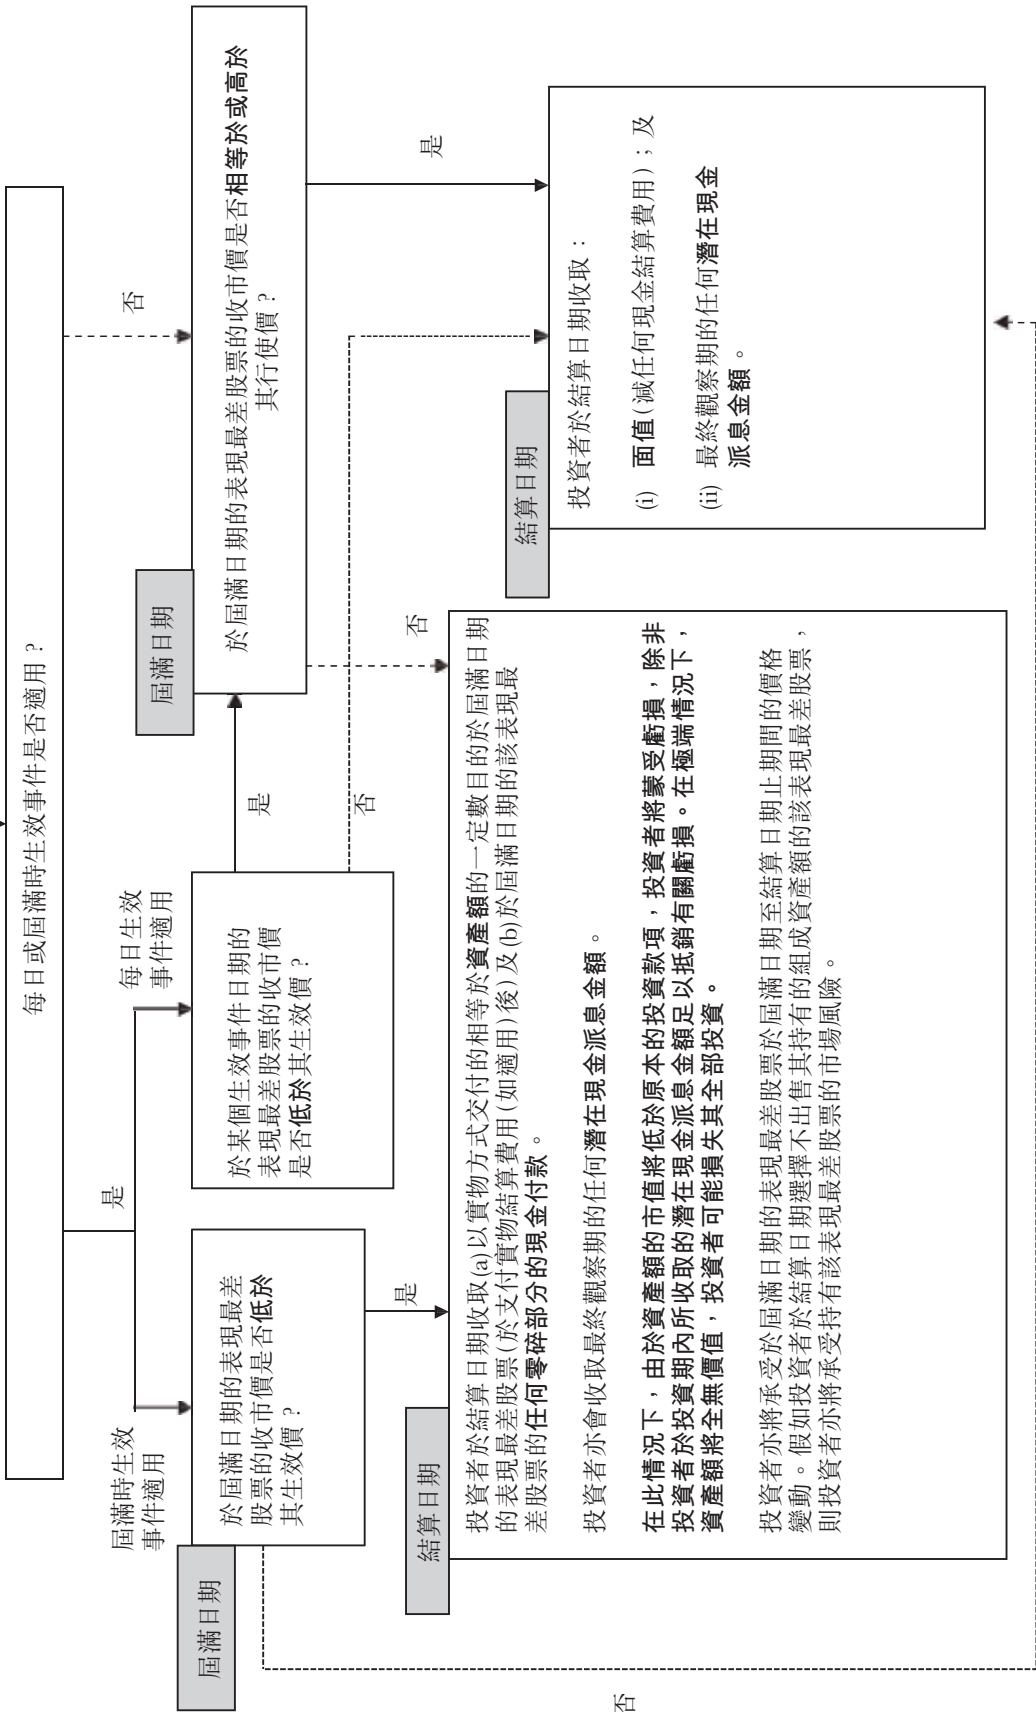 每日或屆滿時生效事件是否適用？
是
否
屆滿時生效
事件適用
每日生效
事件適用
屆滿日期
於屆滿日期的表現最差
股票的收市價是否低於
其生效價？
於某個生效事件日期的
表現最差股票的收市價
是否低於其生效價？
屆滿日期
於屆滿日期的表現最差股票的收市價是否相等於或高於
其行使價？
是
是
否
否
是
否
結算日期
投資者於結算日期收取(a)以實物方式交付的相等於資產額的一定數目的於屆滿日期
的表現最差股票(於支付實物結算費用(如適用)後)及(b)於屆滿日期的該表現最
差股票的任何零碎部分的現金付款。
投資者亦會收取最終觀察期的任何潛在現金派息金額。
在此情況下，由於資產額的市值將低於原本的投資款項，投資者將蒙受虧損，除非
投資者於投資期內所收取的潛在現金派息金額足以抵銷有關虧損。在極端情況下，
資產額將全無價值，投資者可能損失其全部投資。
投資者亦將承受於屆滿日期的表現最差股票於屆滿日期至結算日期止期間的價格
變動。假如投資者於結算日期選擇不出售其持有的組成資產額的該表現最差股票，
則投資者亦將承受持有該表現最差股票的市場風險。
結算日期
投資者於結算日期收取：
(i) 面值(減任何現金結算費用)；及
(ii) 最終觀察期的任何潛在現金
派息金額。